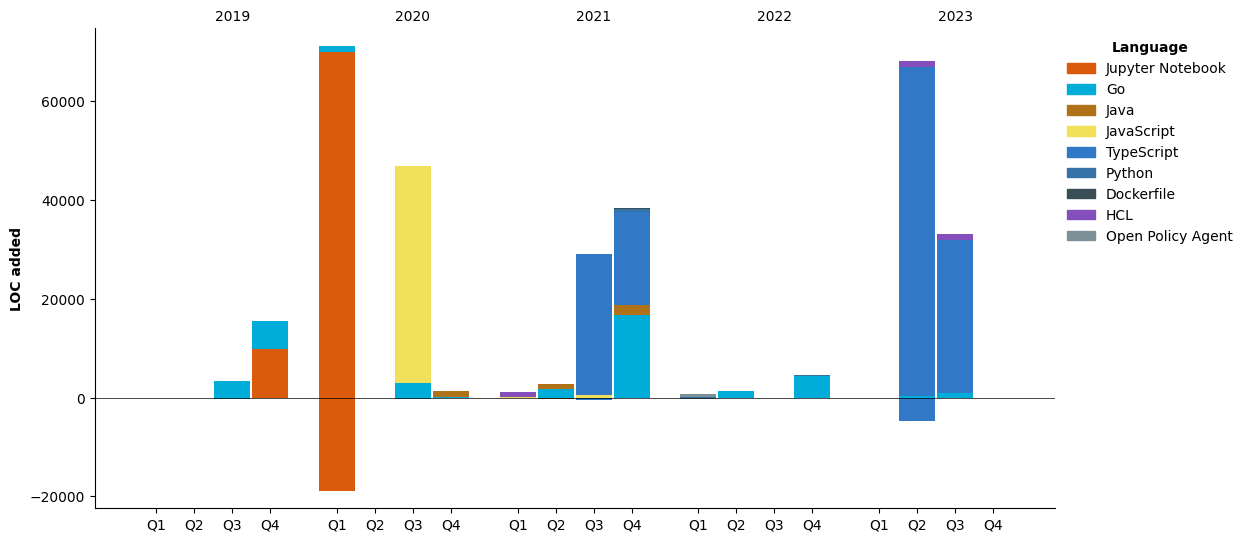 2019 2020 2021 2022 2023
LOC added
60000
40000
20000
0
−20000
Q1 Q2 Q3 Q4 Q1 Q2 Q3 Q4 Q1 Q2 Q3 Q4 Q1 Q2 Q3 Q4 Q1 Q2 Q3 Q4
Language
Jupyter Notebook
Go
Java
JavaScript
TypeScript
Python
Dockerfile
HCL
Open Policy Agent